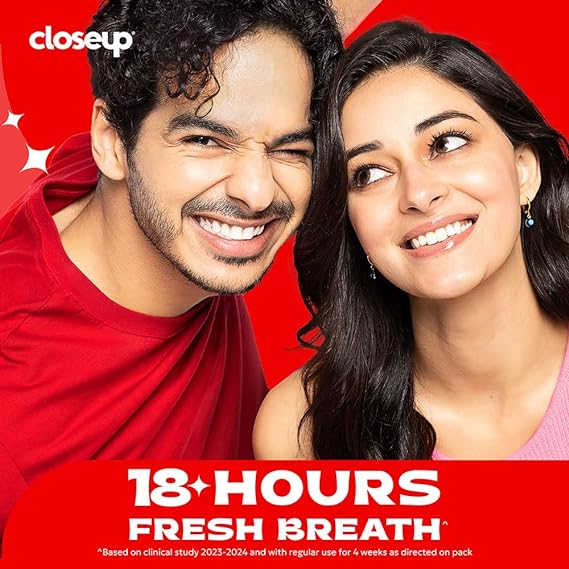 closeup
18 HOURS
FRESH BREATH^
^Based on clinical study 2023-2024 and with regular use for 4 weeks as directed on pack